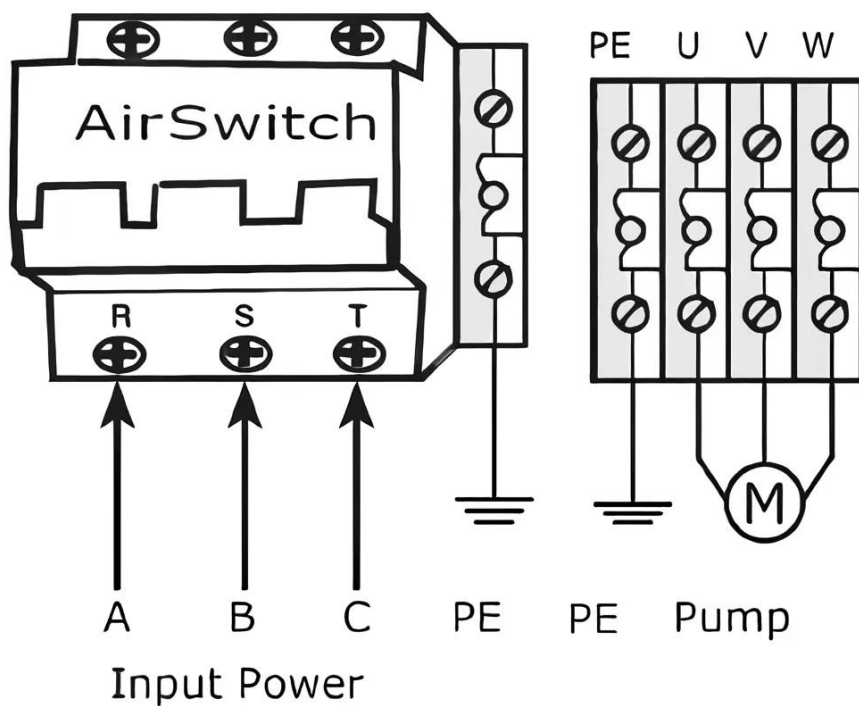 PE U V W
AirSwitch
R S T
M
A B C PE PE Pump
Input Power